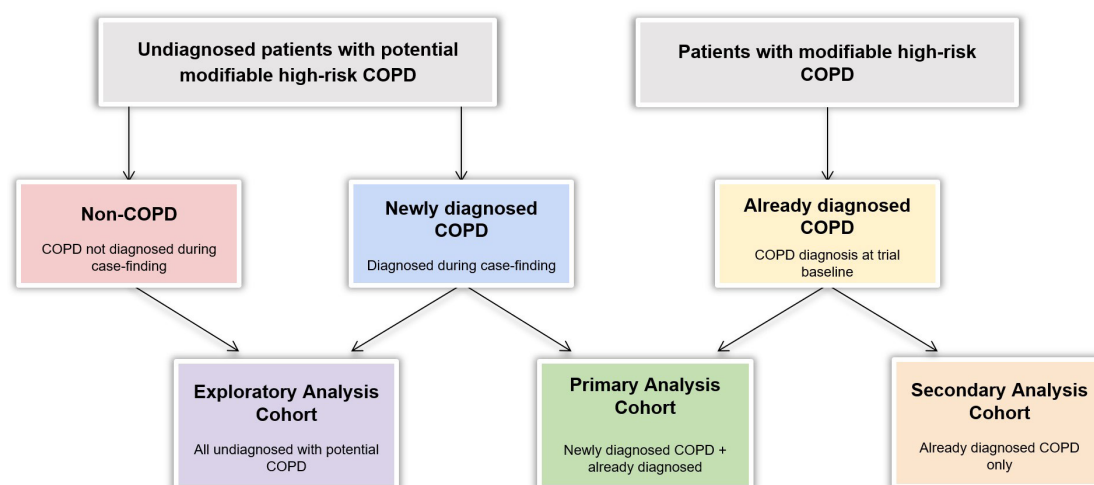 Undiagnosed patients with potential
modifiable high-risk COPD
Patients with modifiable high-risk
COPD
Non-COPD
COPD not diagnosed during
case-finding
Newly diagnosed
COPD
Diagnosed during case-finding
Already diagnosed
COPD
COPD diagnosis at trial
baseline
Exploratory Analysis
Cohort
All undiagnosed with potential
COPD
Primary Analysis
Cohort
Newly diagnosed COPD +
already diagnosed
Secondary Analysis
Cohort
Already diagnosed COPD
only